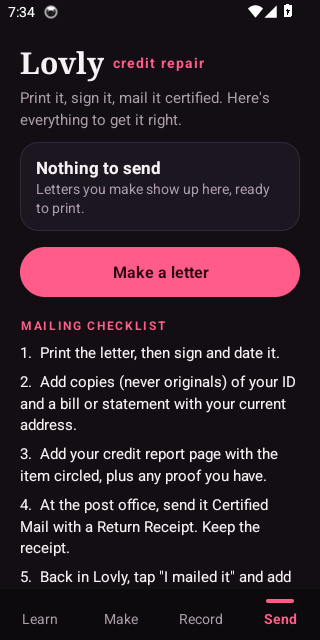 7:34
Lovly credit repair
Print it, sign it, mail it certified. Here's
everything to get it right.
Nothing to send
Letters you make show up here, ready
to print.
Make a letter
MAILING CHECKLIST
1. Print the letter, then sign and date it.
2. Add copies (never originals) of your ID
and a bill or statement with your current
address.
3. Add your credit report page with the
item circled, plus any proof you have.
4. At the post office, send it Certified
Mail with a Return Receipt. Keep the
receipt.
5. Back in Lovly, tap "I mailed it" and add
Learn Make Record Send